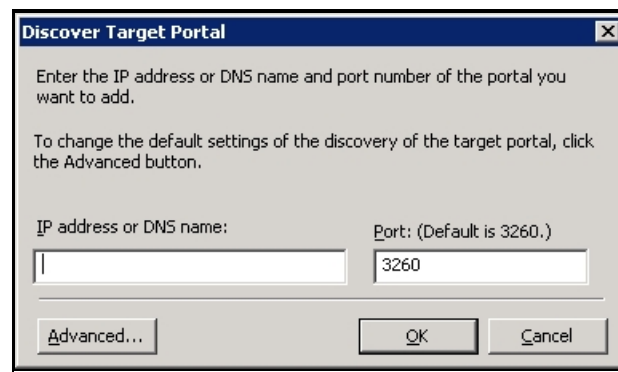 Discover Target Portal
Enter the IP address or DNS name and port number of the portal you
want to add.
To change the default settings of the discovery of the target portal, click
the Advanced button.
IP address or DNS name:
Port: (Default is 3260.)
3260
Advanced...
OK
Cancel